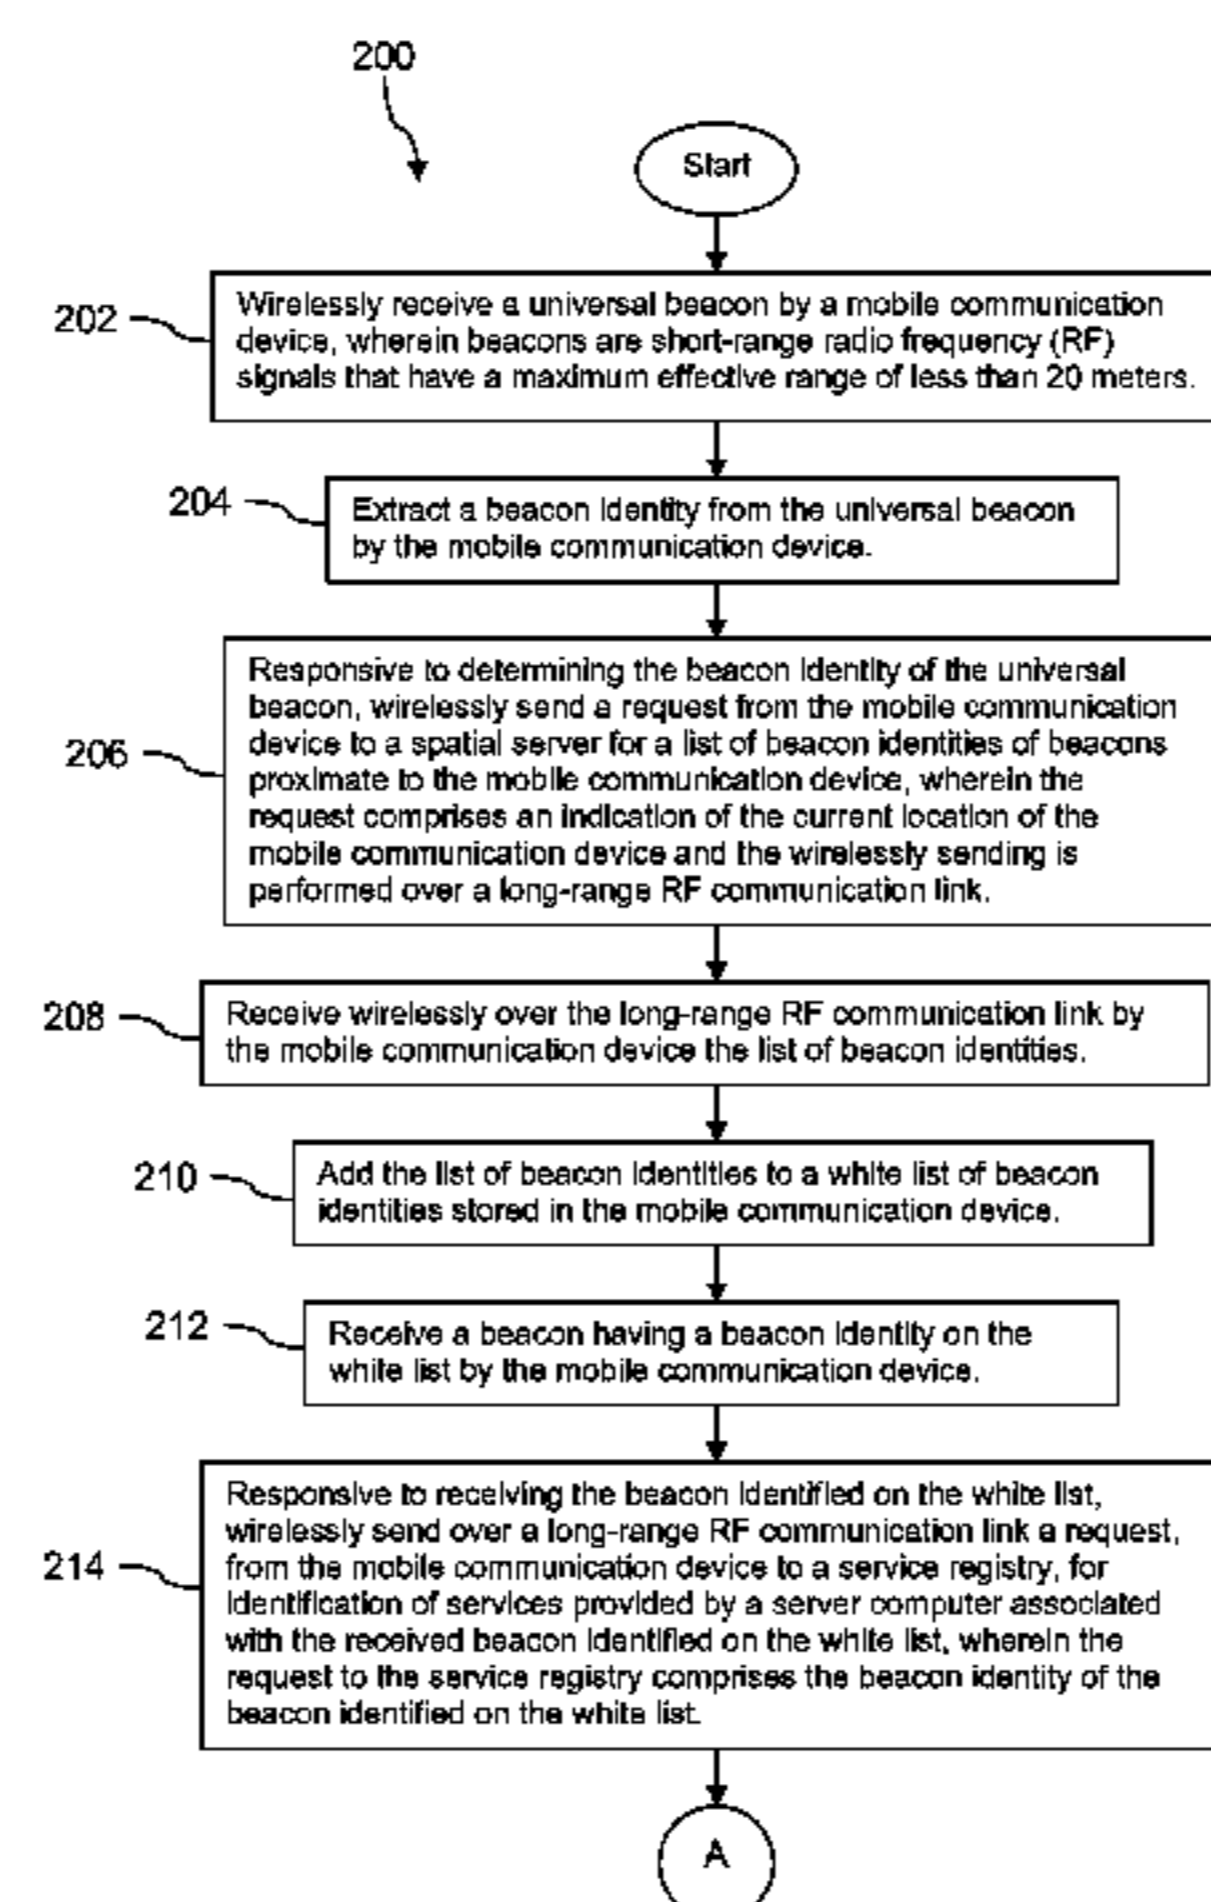 200
Start
202
Wirelessly receive a universal beacon by a mobile communication
device, wherein beacons are short-range radio frequency (RF)
signals that have a maximum effective range of less than 20 meters.
204
Extract a beacon identity from the universal beacon
by the mobile communication device.
206
Responsive to determining the beacon identity of the universal
beacon, wirelessly send a request from the mobile communication
device to a spatial server for a list of beacon identities of beacons
proximate to the mobile communication device, wherein the
request comprises an indication of the current location of the
mobile communication device and the wirelessly sending is
performed over a long-range RF communication link.
208
Receive wirelessly over the long-range RF communication link by
the mobile communication device the list of beacon identities.
210
Add the list of beacon identities to a white list of beacon
identities stored in the mobile communication device.
212
Receive a beacon having a beacon identity on the
white list by the mobile communication device.
214
Responsive to receiving the beacon identified on the white list,
wirelessly send over a long-range RF communication link a request,
from the mobile communication device to a service registry, for
identification of services provided by a server computer associated
with the received beacon identified on the white list, wherein the
request to the service registry comprises the beacon identity of the
beacon identified on the white list.
A